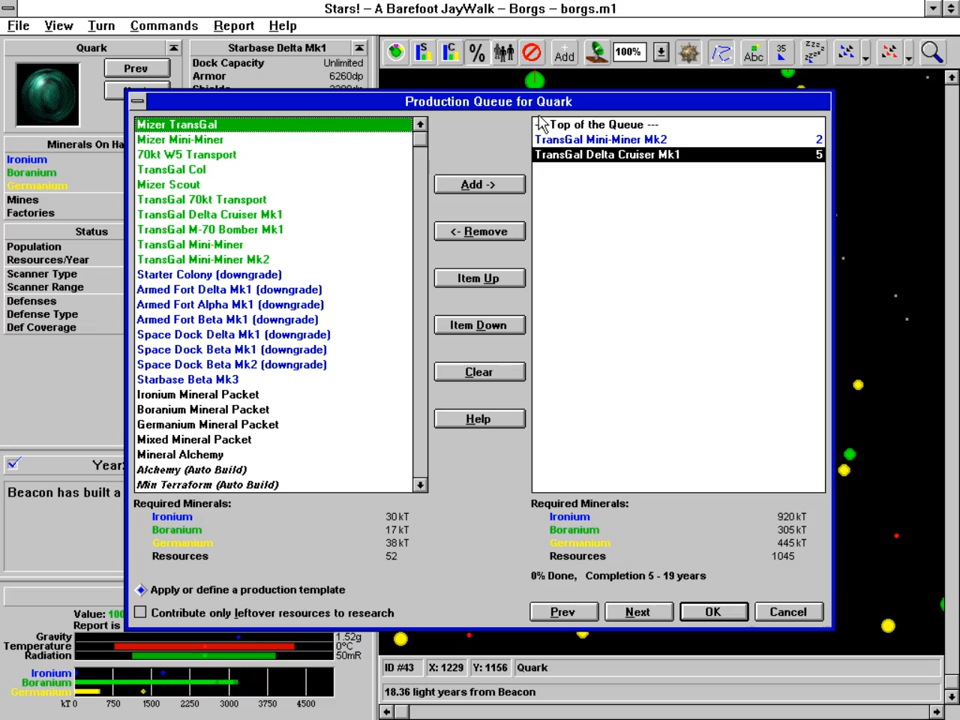 Stars! – A Barefoot JayWalk – Borgs – borgs.m1
File View Turn Commands Report Help
Quark
Prev
Starbase Delta Mk1
Dock Capacity Unlimited
Armor 6260dp
100%
Add
Abc
35
zzz
Production Queue for Quark
Minerals On Ha
Ironium
Boranium
Germanium
Mines
Factories
Status
Population
Resources/Year
Scanner Type
Scanner Range
Defenses
Defense Type
Def Coverage
Mizer TransGal
Mizer Mini-Miner
70kt W5 Transport
TransGal Col
Mizer Scout
TransGal 70kt Transport
TransGal Delta Cruiser Mk1
TransGal M-70 Bomber Mk1
TransGal Mini-Miner
TransGal Mini-Miner Mk2
Starter Colony (downgrade)
Armed Fort Delta Mk1 (downgrade)
Armed Fort Alpha Mk1 (downgrade)
Armed Fort Beta Mk1 (downgrade)
Space Dock Delta Mk1 (downgrade)
Space Dock Beta Mk1 (downgrade)
Space Dock Beta Mk2 (downgrade)
Starbase Beta Mk3
Ironium Mineral Packet
Boranium Mineral Packet
Germanium Mineral Packet
Mixed Mineral Packet
Mineral Alchemy
Alchemy (Auto Build)
Min Terraform (Auto Build)
Add ->
<- Remove
Item Up
Item Down
Clear
Help
Top of the Queue ---
TransGal Mini-Miner Mk2 2
TransGal Delta Cruiser Mk1 5
Required Minerals:
Ironium 30kT
Boranium 17kT
Germanium 38kT
Resources 52
Required Minerals:
Ironium 920kT
Boranium 305kT
Germanium 445kT
Resources 1045
0% Done, Completion 5 - 19 years
Apply or define a production template
Contribute only leftover resources to research
Prev
Next
OK
Cancel
Year:
Beacon has built a
Value: 100
Report is
Gravity 1.52g
Temperature 0°C
Radiation 50mR
Ironium
Boranium
Germanium
kT 0 750 1500 2250 3000 3750 4500
ID #43 X: 1229 Y: 1156 Quark
18.36 light years from Beacon